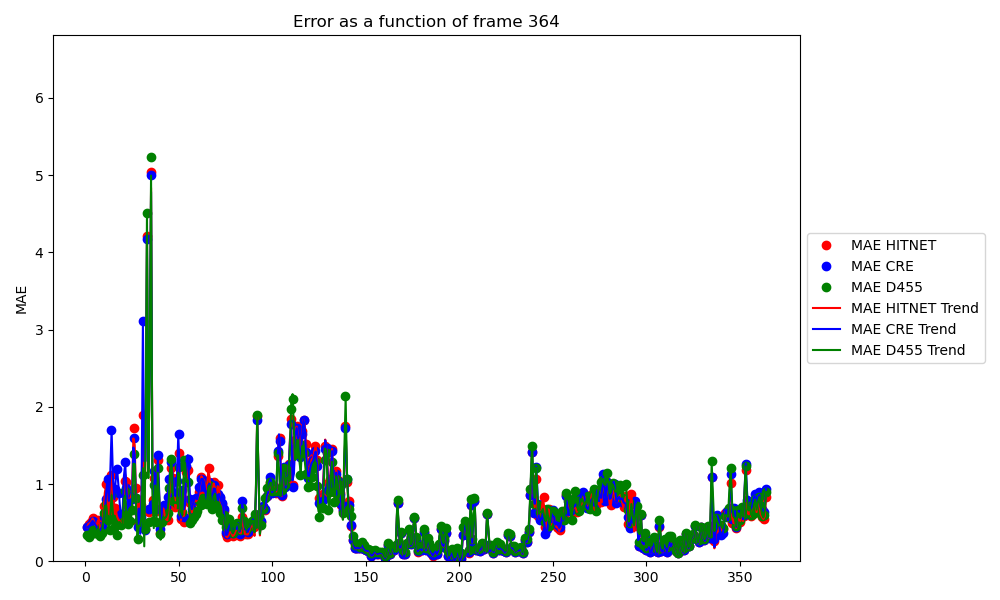 Error as a function of frame 364
MAE
6
5
4
3
2
1
0
0 50 100 150 200 250 300 350
MAE HITNET
MAE CRE
MAE D455
MAE HITNET Trend
MAE CRE Trend
MAE D455 Trend